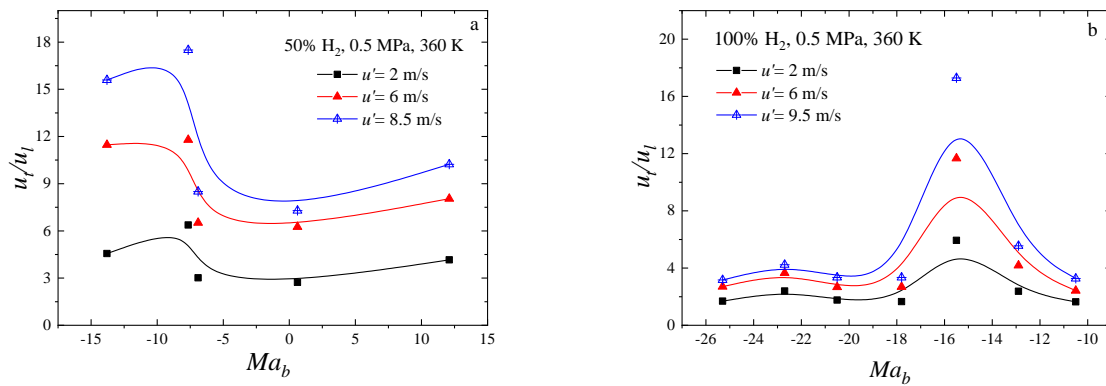 a
50% H₂, 0.5 MPa, 360 K
u'= 2 m/s
u'= 6 m/s
u'= 8.5 m/s
18
15
12
9
6
3
0
uₜ/uₗ
-15 -10 -5 0 5 10 15
Ma_b
b
100% H₂, 0.5 MPa, 360 K
u'= 2 m/s
u'= 6 m/s
u'= 9.5 m/s
20
16
12
8
4
0
uₜ/uₗ
-26 -24 -22 -20 -18 -16 -14 -12 -10
Ma_b